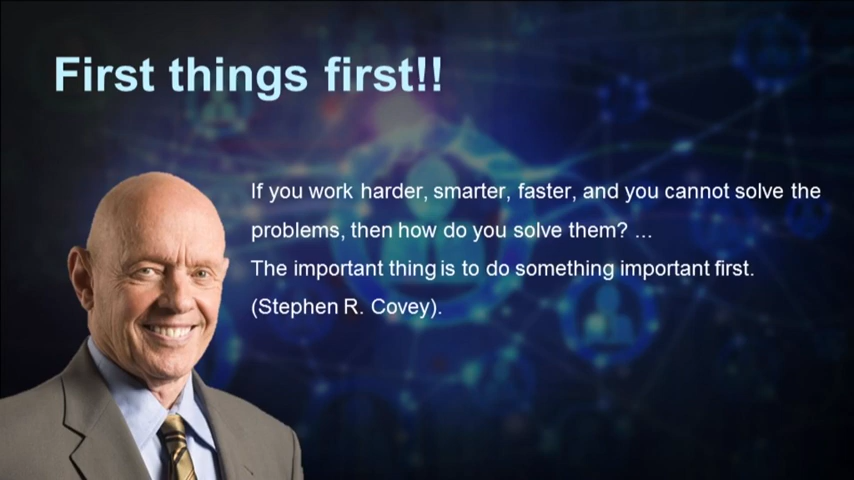 First things first!!
If you work harder, smarter, faster, and you cannot solve the
problems, then how do you solve them? ...
The important thing is to do something important first.
(Stephen R. Covey).